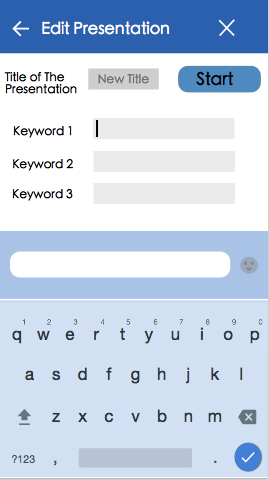 Edit Presentation
Title of The New Title Start
Presentation
Keyword 1
Keyword 2
Keyword 3
1 2 3 4 5 6 7 8 9 0
q w e r t y u i o p
a s d f g h j k l
z x c v b n m
?123 , .